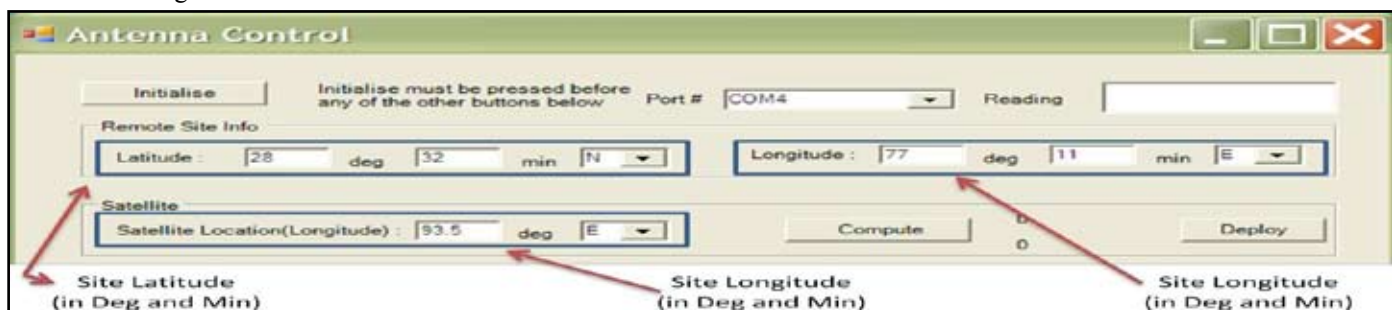 Antenna Control
Initialise
Initialise must be pressed before
any of the other buttons below
Port #
COM4
Reading
Remote Site Info
Latitude : 28 deg 32 min N
Longitude : 77 deg 11 min E
Satellite
Satellite Location(Longitude) : 93.5 deg E
Compute
0
Deploy
Site Latitude
(in Deg and Min)
Site Longitude
(in Deg and Min)
Site Longitude
(in Deg and Min)